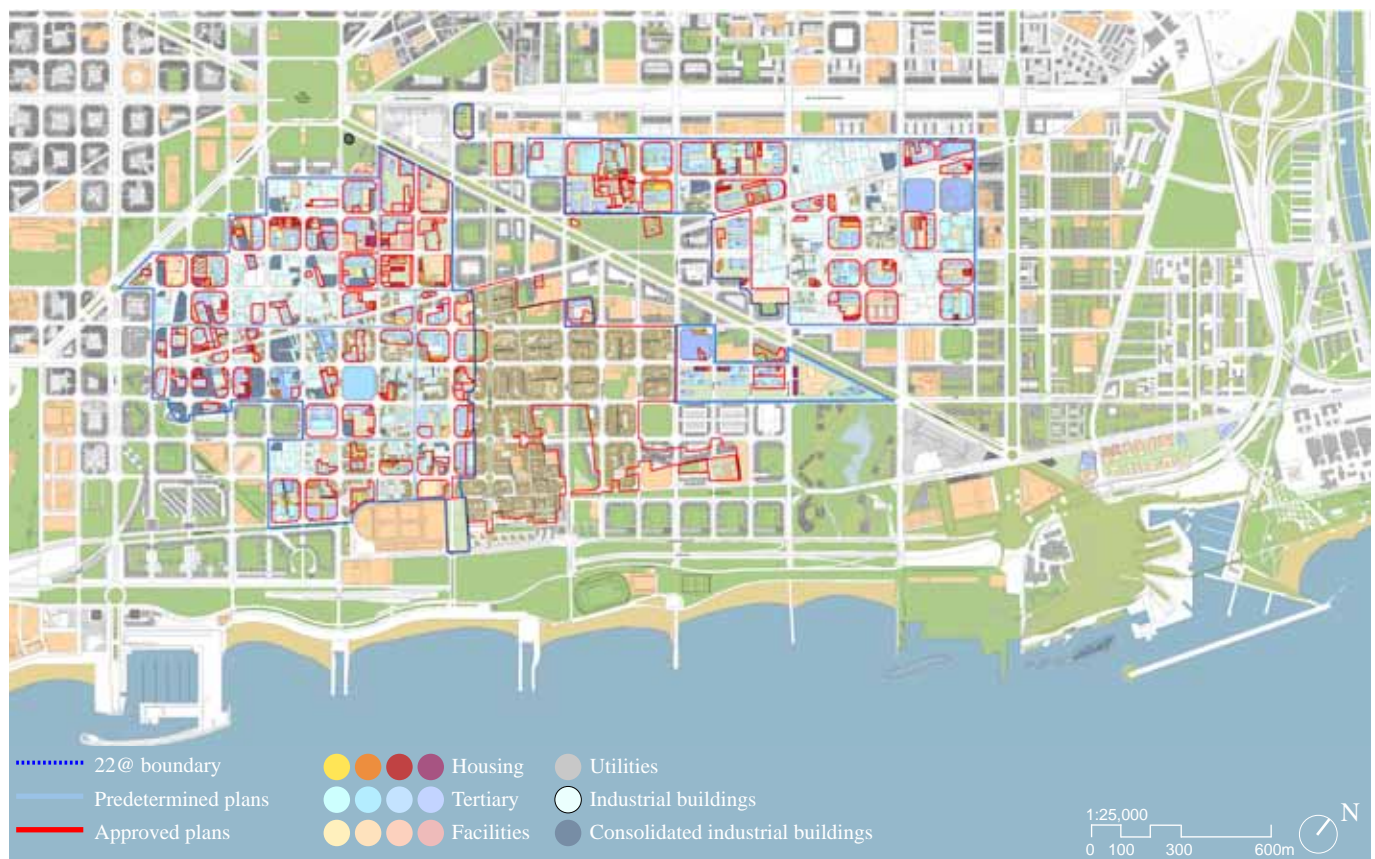 22@ boundary
Predetermined plans
Approved plans
Housing
Tertiary
Facilities
Utilities
Industrial buildings
Consolidated industrial buildings
1:25,000
0 100 300 600m
N